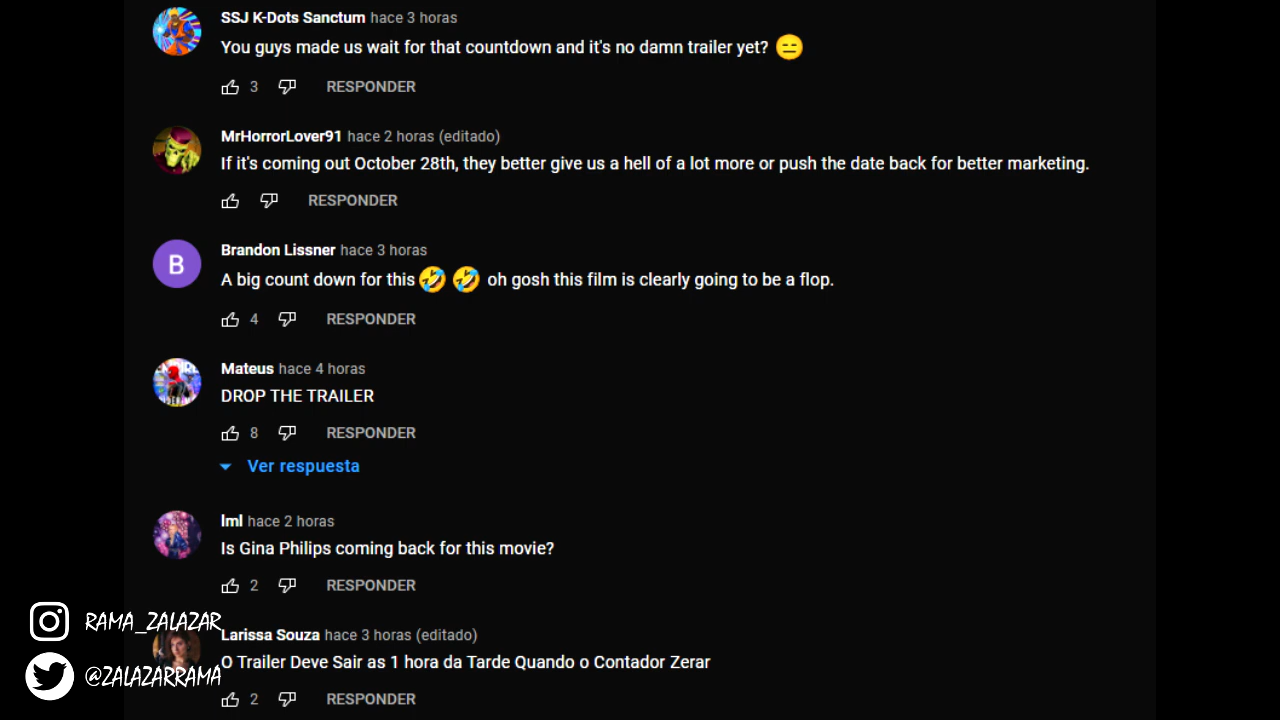 SSJ K-Dots Sanctum hace 3 horas
You guys made us wait for that countdown and it's no damn trailer yet? 😑
3 RESPONDER
MrHorrorLover91 hace 2 horas (editado)
If it's coming out October 28th, they better give us a hell of a lot more or push the date back for better marketing.
RESPONDER
B
Brandon Lissner hace 3 horas
A big count down for this 🤣 🤣 oh gosh this film is clearly going to be a flop.
4 RESPONDER
Mateus hace 4 horas
DROP THE TRAILER
8 RESPONDER
Ver respuesta
lml hace 2 horas
Is Gina Philips coming back for this movie?
2 RESPONDER
RAMA_ZALAZAR
Larissa Souza hace 3 horas (editado)
O Trailer Deve Sair as 1 hora da Tarde Quando o Contador Zerar
@ZALAZARRAMA
2 RESPONDER